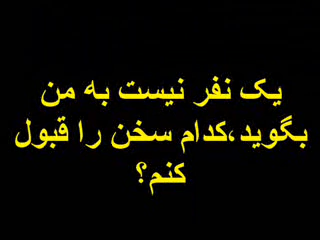 یک نفر نیست به من
بگوید،کدام سخن را قبول
کنم؟